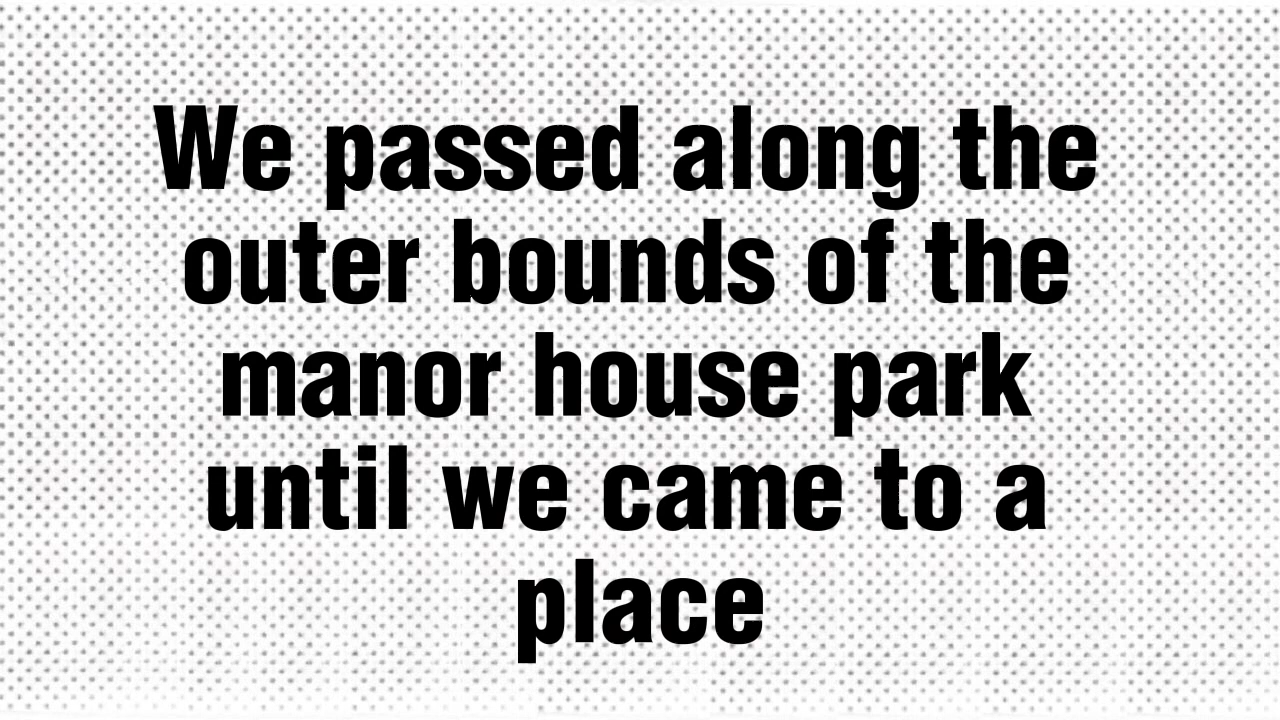 We passed along the
outer bounds of the
manor house park
until we came to a
place